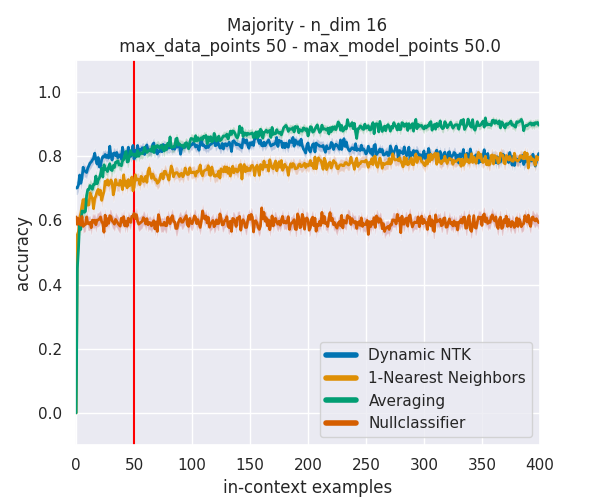 Majority - n_dim 16
max_data_points 50 - max_model_points 50.0
1.0
0.8
0.6
0.4
0.2
0.0
accuracy
Dynamic NTK
1-Nearest Neighbors
Averaging
Nullclassifier
0 50 100 150 200 250 300 350 400
in-context examples